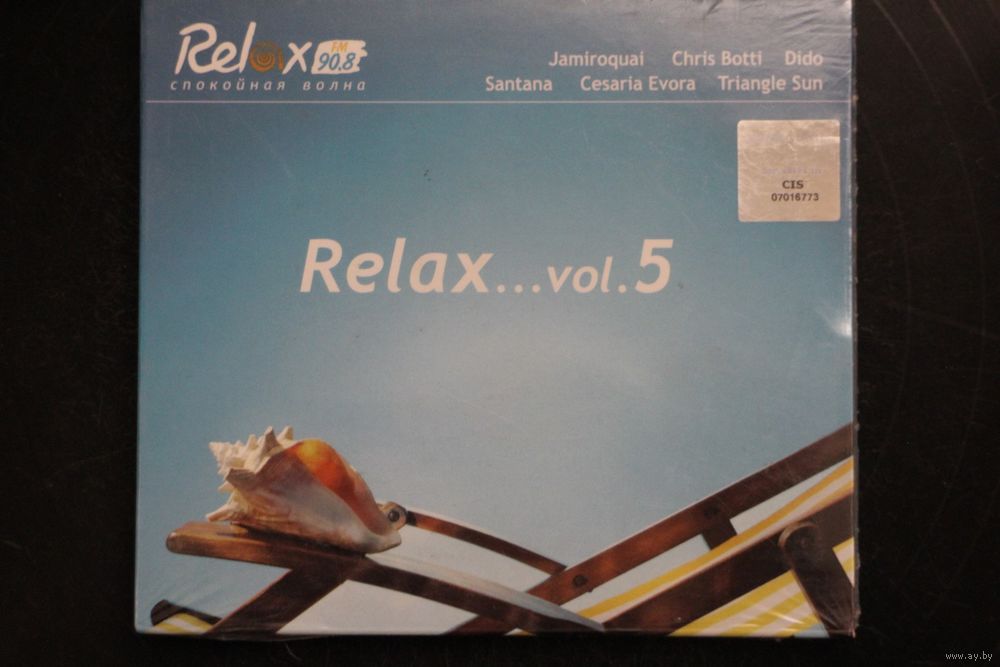 Relax FM 90.8
спокойная волна
Jamiroquai Chris Botti Dido
Santana Cesaria Evora Triangle Sun
CIS
07016773
Relax...vol.5
www.ay.by